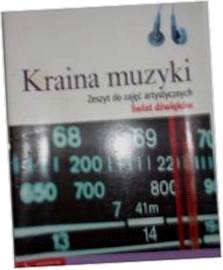 Kraina muzyki
Zeszyt do zajęć artystycznych
Świat dźwięków
68 69 70
200 22
650 700 800 900
7 41m
13 14